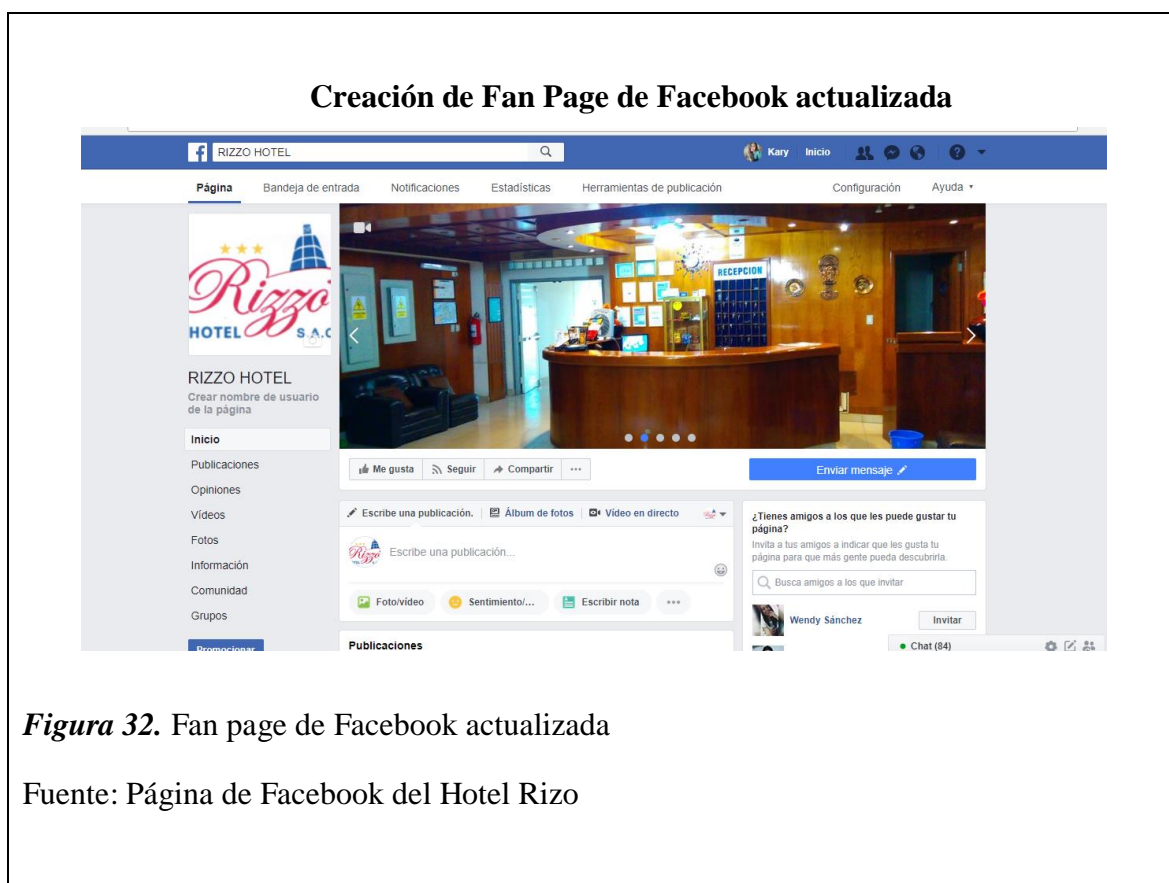 Creación de Fan Page de Facebook actualizada
RIZZO HOTEL
Kary Inicio
Página Bandeja de entrada Notificaciones Estadísticas Herramientas de publicación Configuración Ayuda
Rizzo
HOTEL S.A.C
RECEPCION
RIZZO HOTEL
Crear nombre de usuario
de la página
Inicio
Publicaciones
Opiniones
Vídeos
Fotos
Información
Comunidad
Grupos
Promocionar
Me gusta Seguir Compartir ...
Enviar mensaje
Escribe una publicación. Álbum de fotos Vídeo en directo
Rizzo
Escribe una publicación...
Foto/vídeo Sentimiento/... Escribir nota ...
Publicaciones
¿Tienes amigos a los que les puede gustar tu
página?
Invita a tus amigos a indicar que les gusta tu
página para que más gente pueda descubrirla.
Busca amigos a los que invitar
Wendy Sánchez Invitar
Chat (84)
Figura 32. Fan page de Facebook actualizada
Fuente: Página de Facebook del Hotel Rizo